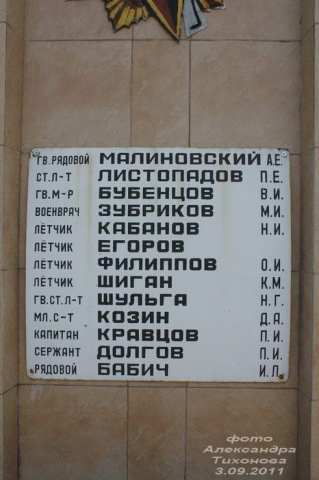 ГВ.РЯДОВОЙ МАЛИНОВСКИЙ А.Е.
СТ.Л-Т ЛИСТОПАДОВ П.Е.
ГВ.М-Р БУБЕНЦОВ В.И.
ВОЕНВРАЧ ЗУБРИКОВ М.И.
ЛЁТЧИК КАБАНОВ Н.И.
ЛЁТЧИК ЕГОРОВ
ЛЁТЧИК ФИЛИППОВ О.И.
ЛЁТЧИК ШИГАН К.М.
ГВ.СТ.Л-Т ШУЛЬГА Н.Г.
МЛ.С-Т КОЗИН Д.А.
КАПИТАН КРАВЦОВ П.И.
СЕРЖАНТ ДОЛГОВ П.И.
РЯДОВОЙ БАБИЧ И.Л.
фото
Александра
Тихонова
3.09.2011